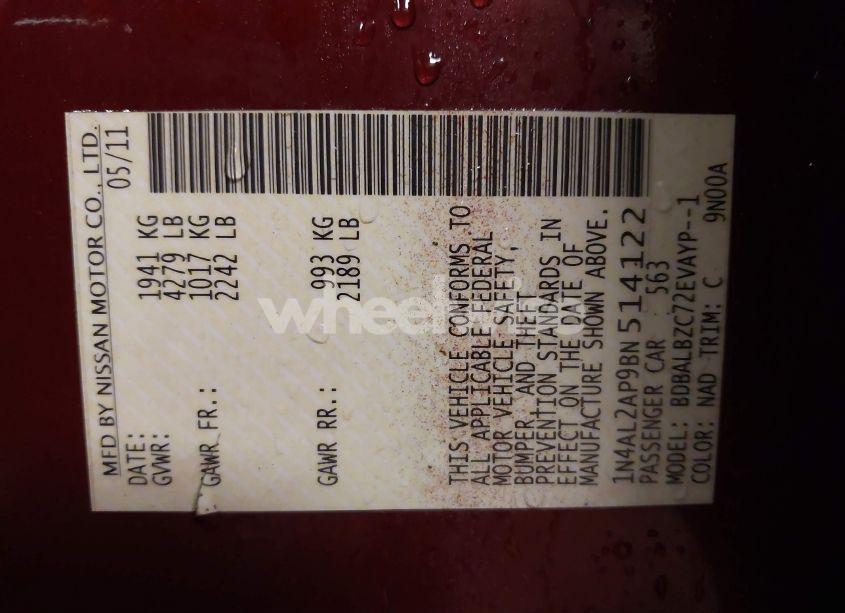 MFD BY NISSAN MOTOR CO., LTD.
DATE: 05/11
GVWR: 1941 KG
4279 LB
GAWR FR.: 1017 KG
2242 LB
GAWR RR.: 993 KG
2189 LB
THIS VEHICLE CONFORMS TO
ALL APPLICABLE FEDERAL
MOTOR VEHICLE SAFETY,
BUMPER AND THEFT
PREVENTION STANDARDS IN
EFFECT ON THE DATE OF
MANUFACTURE SHOWN ABOVE.
1N4AL2AP9BN514122
PASSENGER CAR 563
MODEL: BDBALBZC72EVAYP--1
COLOR: NAD TRIM: C 9N00A